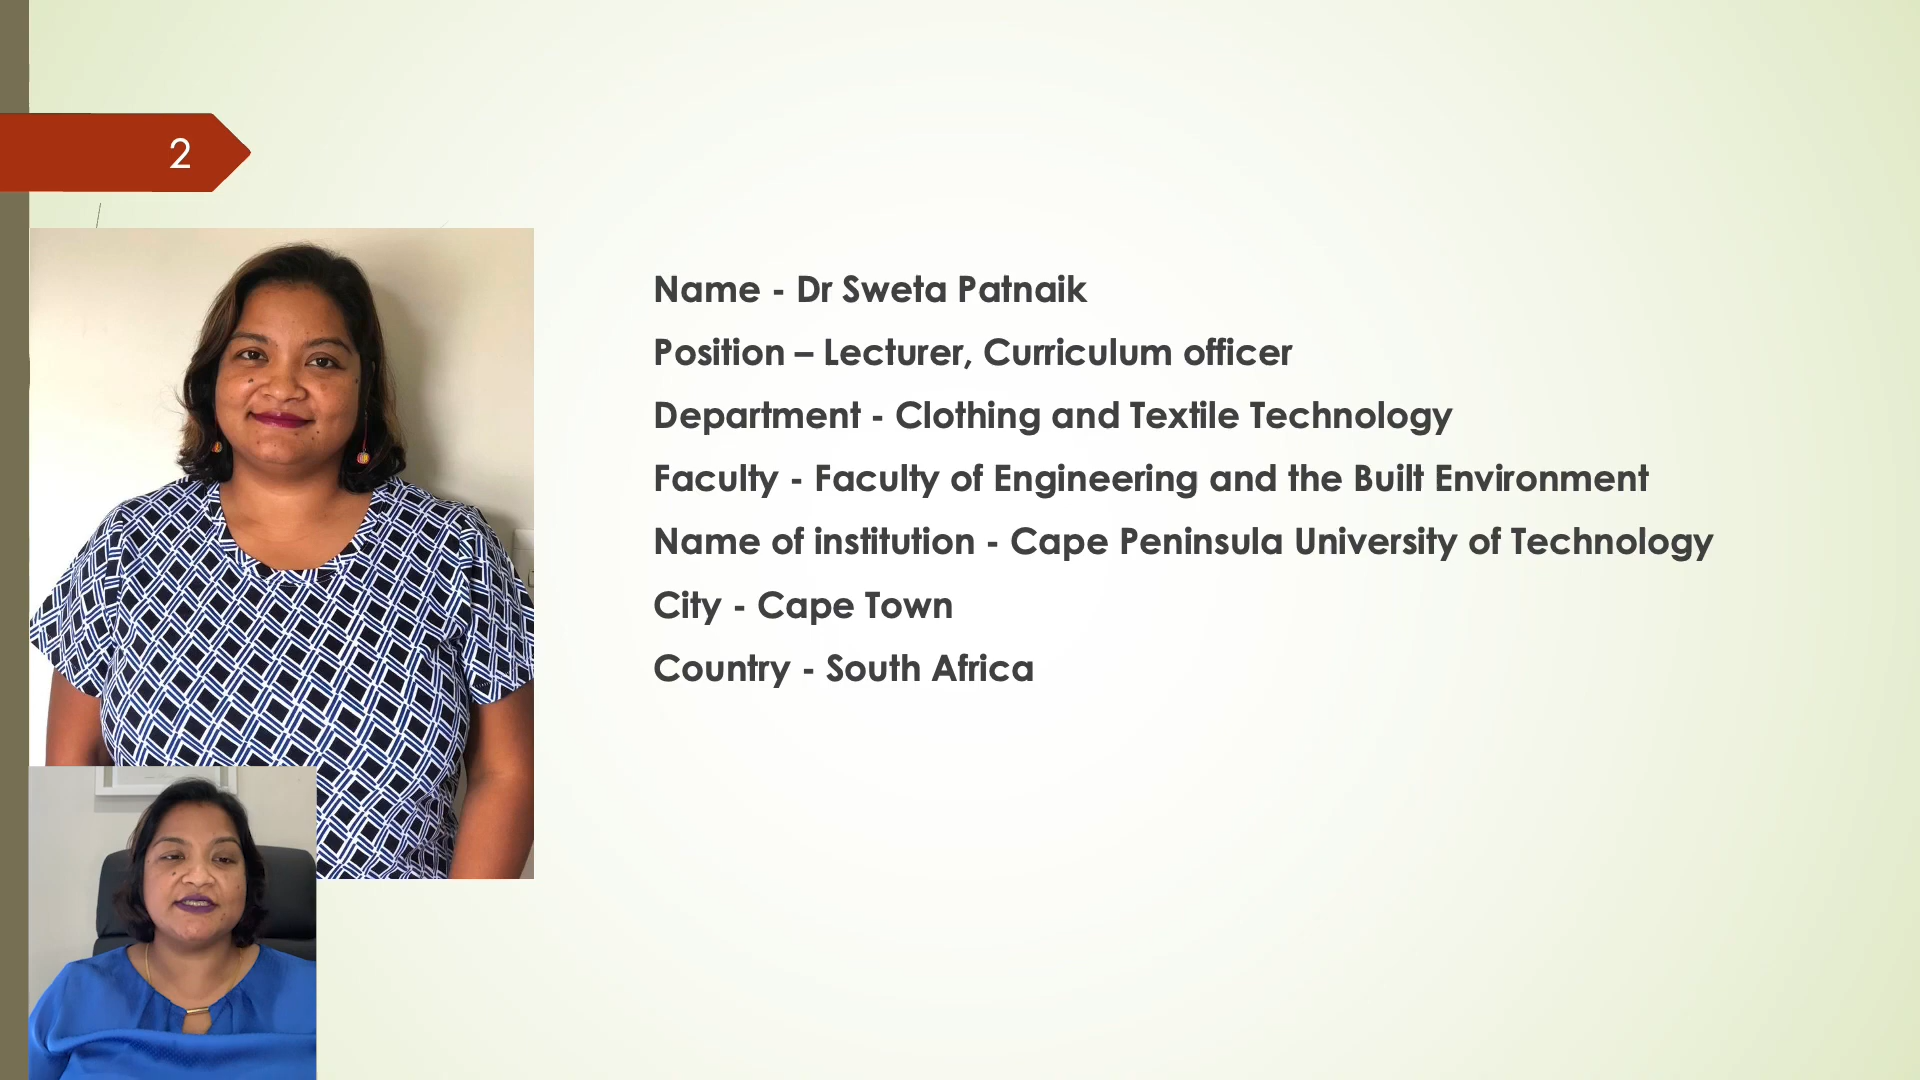 2
Name - Dr Sweta Patnaik
Position – Lecturer, Curriculum officer
Department - Clothing and Textile Technology
Faculty - Faculty of Engineering and the Built Environment
Name of institution - Cape Peninsula University of Technology
City - Cape Town
Country - South Africa